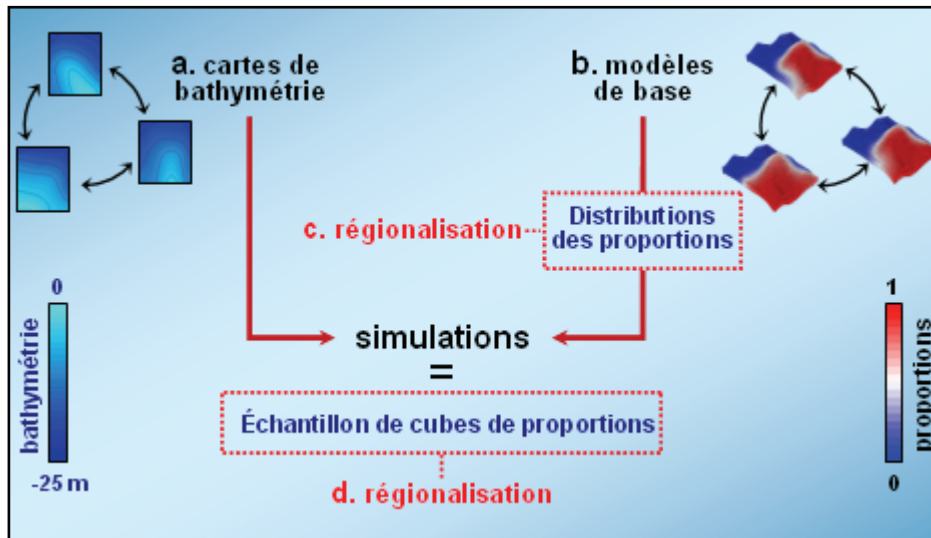 a. cartes de
bathymétrie
b. modèles
de base
c. régionalisation
Distributions
des proportions
0
bathymétrie
-25 m
1
proportions
0
simulations
=
Échantillon de cubes de proportions
d. régionalisation